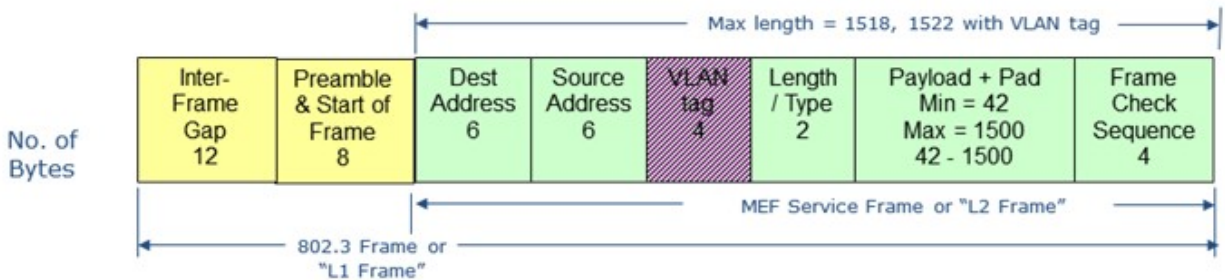 Max length = 1518, 1522 with VLAN tag
No. of
Bytes
Inter-
Frame
Gap
12
Preamble
& Start of
Frame
8
Dest
Address
6
Source
Address
6
VLAN
tag
4
Length
/ Type
2
Payload + Pad
Min = 42
Max = 1500
42 - 1500
Frame
Check
Sequence
4
MEF Service Frame or "L2 Frame"
802.3 Frame or
"L1 Frame"